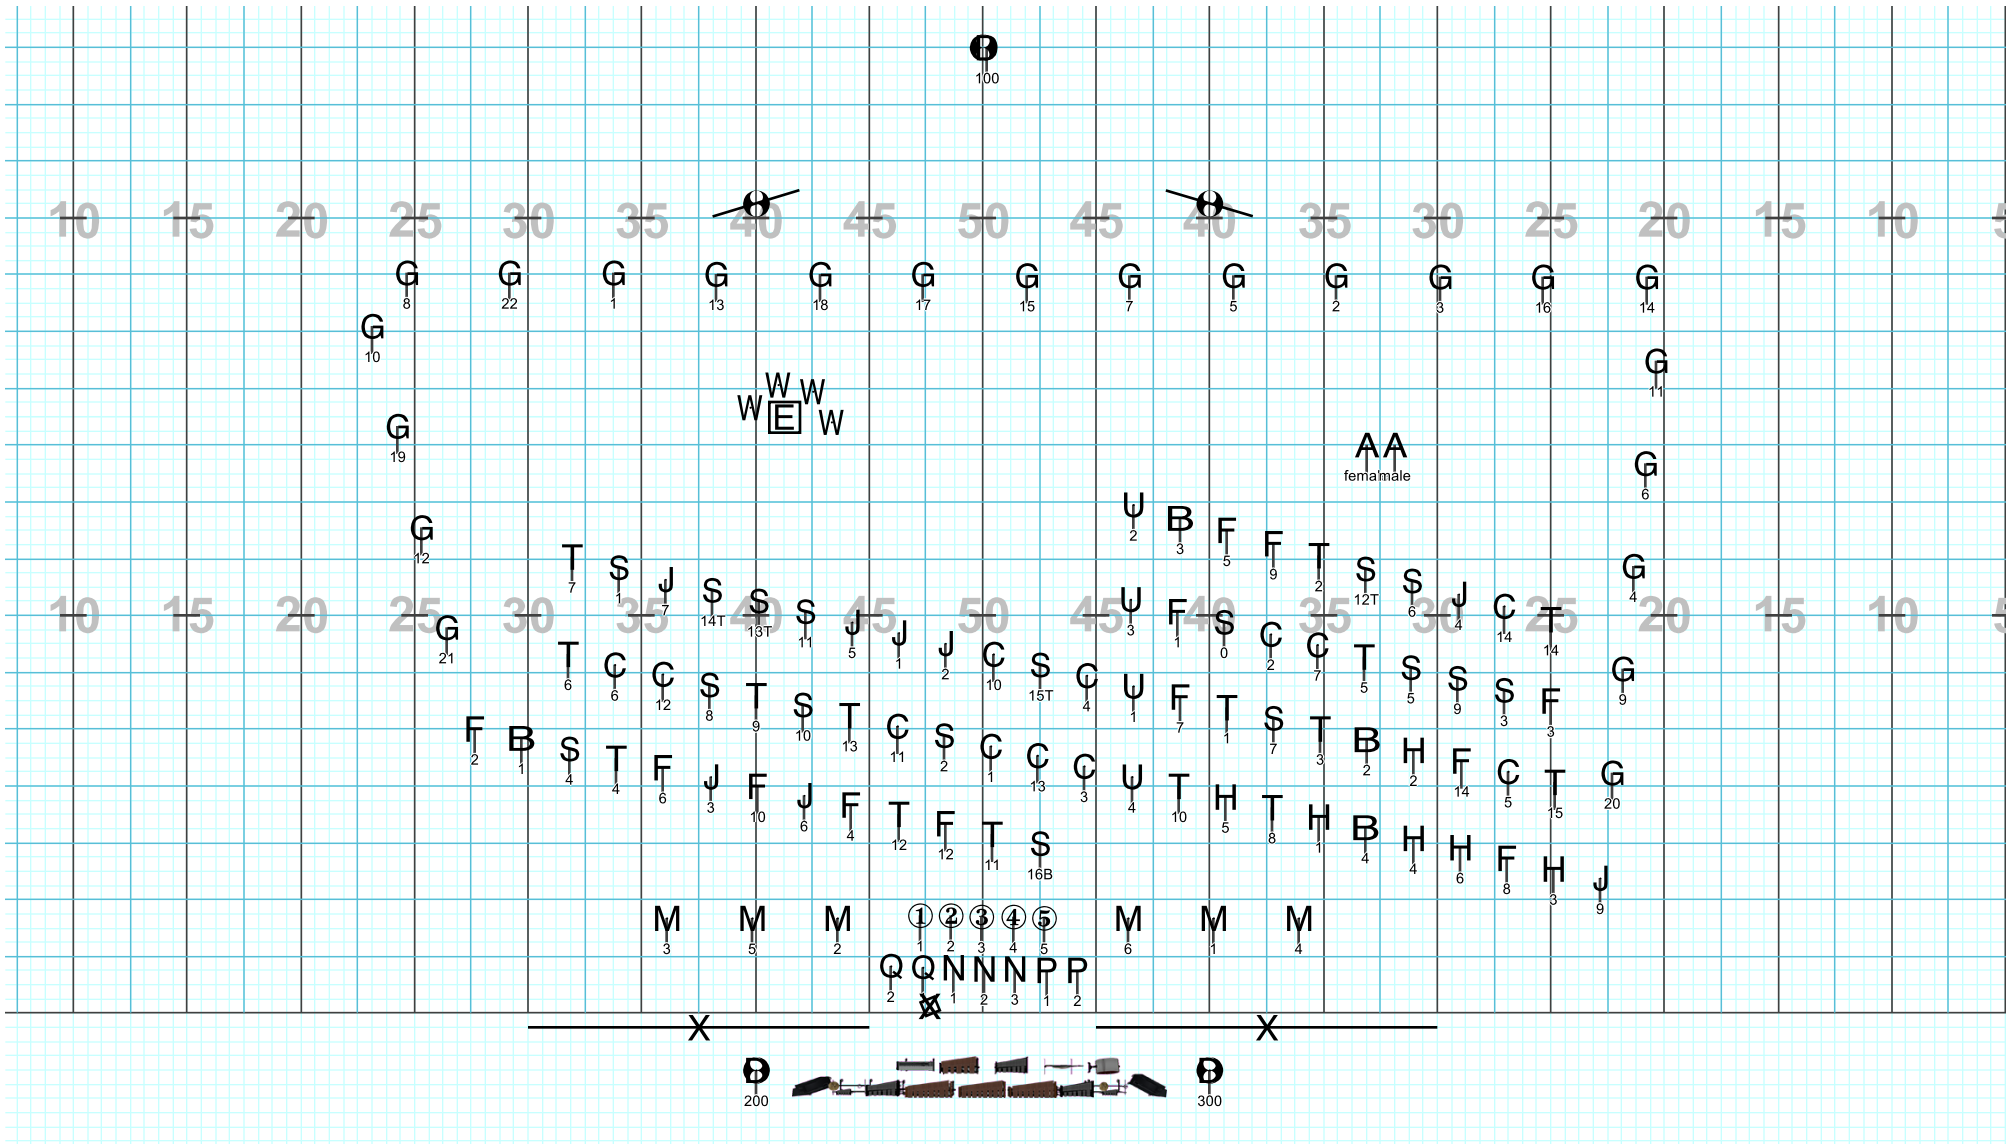 D
100
10 15 20 25 30 35 40 45 50 45 40 35 30 25 20 15 10 5
G G G G G G G G G G G G G
8 22 1 13 18 17 15 7 5 2 3 16 14
G
10
G
11
W W W E W
G
19
A A
male
G
6
U B F F T S S J C T
2 3 5 9 2 12T 6 4 14 14
G
12
T S J S S S J J J C S C
7 1 7 14T 13T 11 5 1 2 10 15T 4
G
4
10 15 20 25 30 35 40 45 50 45 40 35 30 25 20 15 10 5
U F S C C T S S S F
3 1 0 2 7 5 5 9 3 3
G
21
T C C S T S T C S C C C
6 6 12 8 9 10 13 11 2 1 13 3
G
9
U F T S T B H F C T
1 7 1 7 3 2 2 14 5 15
F B S T F J F J F T F T S
2 1 4 4 6 3 10 6 4 12 12 11 16B
G
20
U T H T H B H H F H J
4 10 5 8 1 4 4 6 8 3 9
M M M ① ② ③ ④ ⑤ M M M
3 5 2 1 2 3 4 5 6 1 4
Q Q N N N P P
2 1 2 3 1 2
X X
D D
200 300